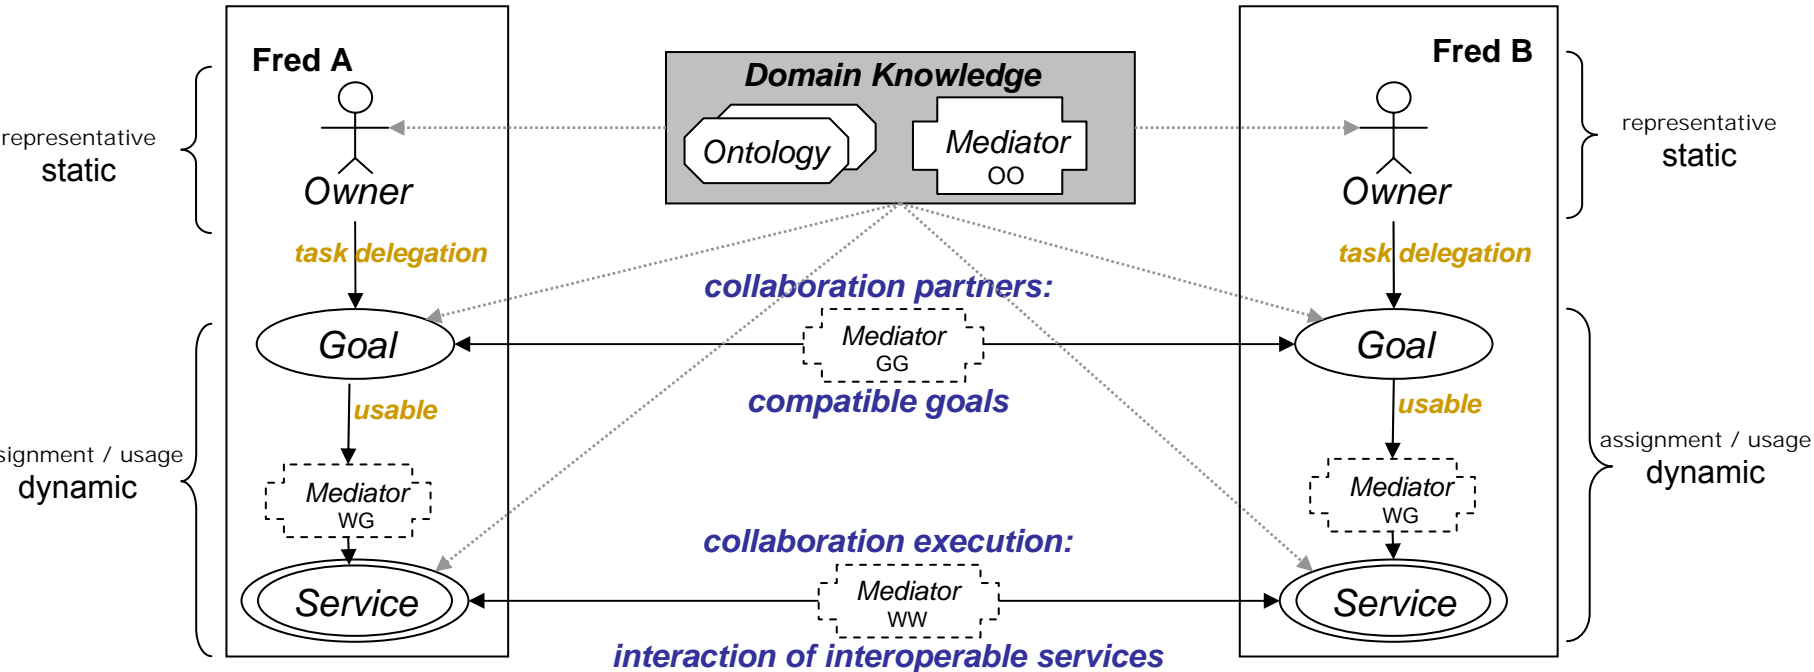 Fred A
Domain Knowledge
Fred B
representative
static
Ontology
Mediator
OO
representative
static
Owner
Owner
task delegation
task delegation
collaboration partners:
Goal
Mediator
GG
Goal
compatible goals
usable
usable
signment / usage
dynamic
assignment / usage
dynamic
Mediator
WG
Mediator
WG
collaboration execution:
Service
Mediator
WW
Service
interaction of interoperable services